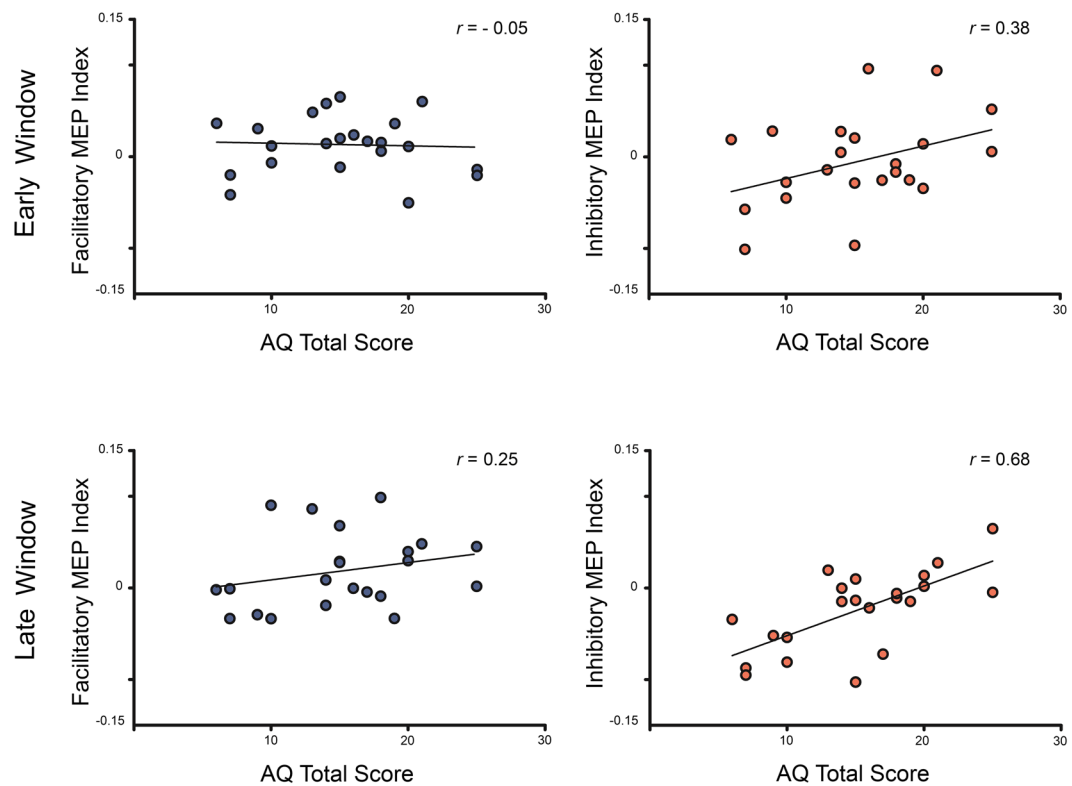 Early Window
Facilitatory MEP Index
0.15
0
-0.15
r = - 0.05
10
20
30
AQ Total Score
Inhibitory MEP Index
0.15
0
-0.15
r = 0.38
10
20
30
AQ Total Score
Late Window
Facilitatory MEP Index
0.15
0
-0.15
r = 0.25
10
20
30
AQ Total Score
Inhibitory MEP Index
0.15
0
-0.15
r = 0.68
10
20
30
AQ Total Score